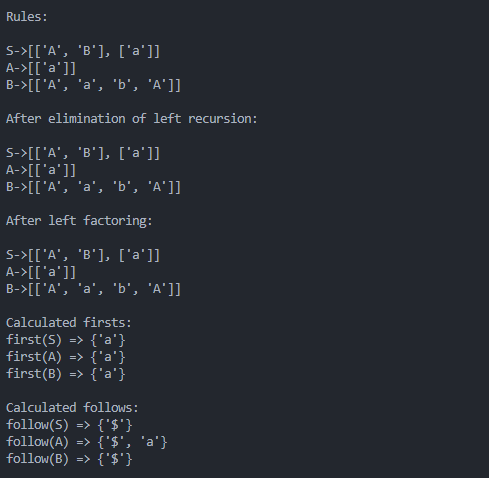 Rules:
S->[['A', 'B'], ['a']]
A->[['a']]
B->[['A', 'a', 'b', 'A']]
After elimination of left recursion:
S->[['A', 'B'], ['a']]
A->[['a']]
B->[['A', 'a', 'b', 'A']]
After left factoring:
S->[['A', 'B'], ['a']]
A->[['a']]
B->[['A', 'a', 'b', 'A']]
Calculated firsts:
first(S) => {'a'}
first(A) => {'a'}
first(B) => {'a'}
Calculated follows:
follow(S) => {'$'}
follow(A) => {'$', 'a'}
follow(B) => {'$'}